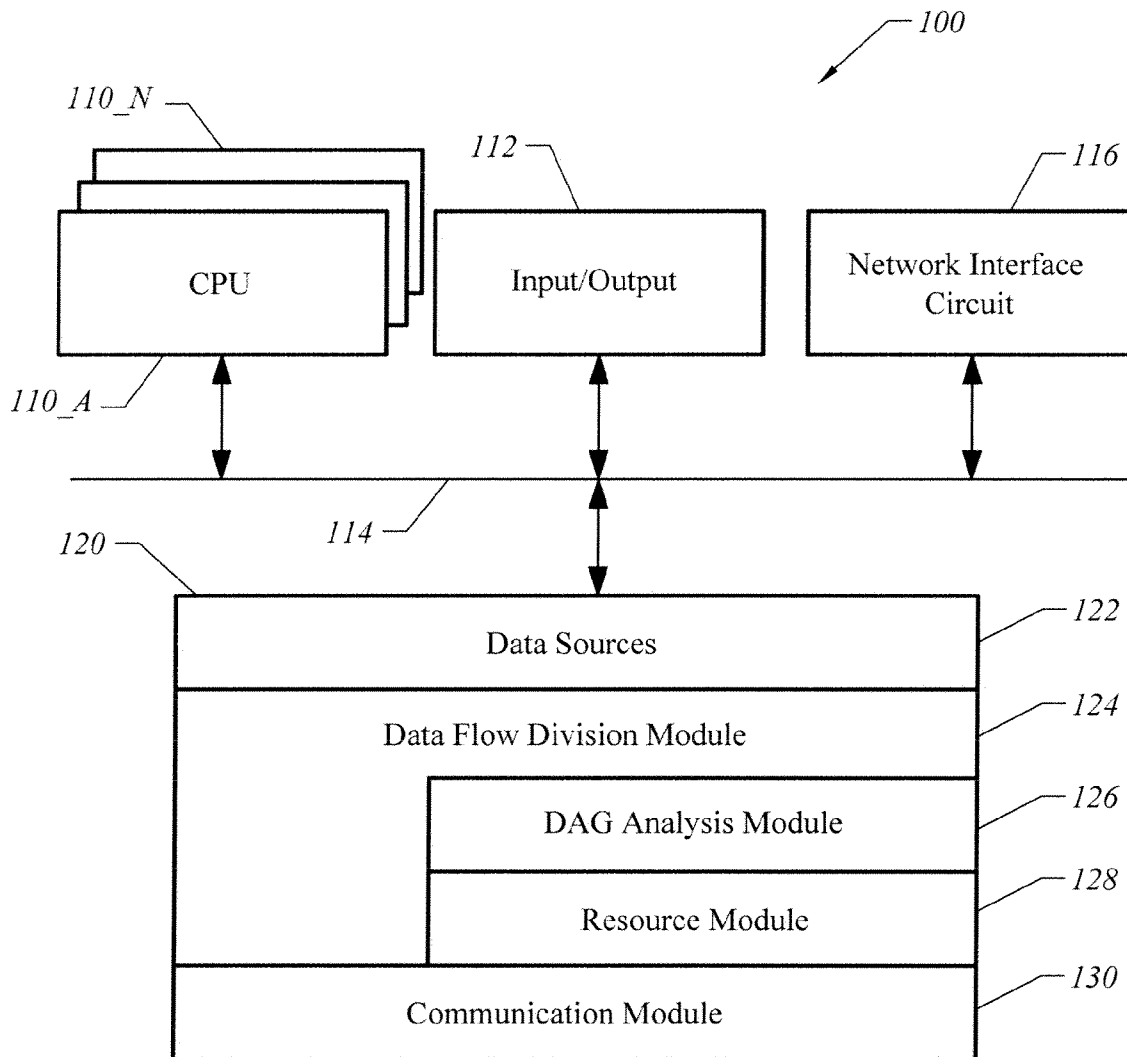 100
110_N
112
116
CPU
Input/Output
Network Interface
Circuit
110_A
114
120
122
Data Sources
124
Data Flow Division Module
126
DAG Analysis Module
128
Resource Module
130
Communication Module